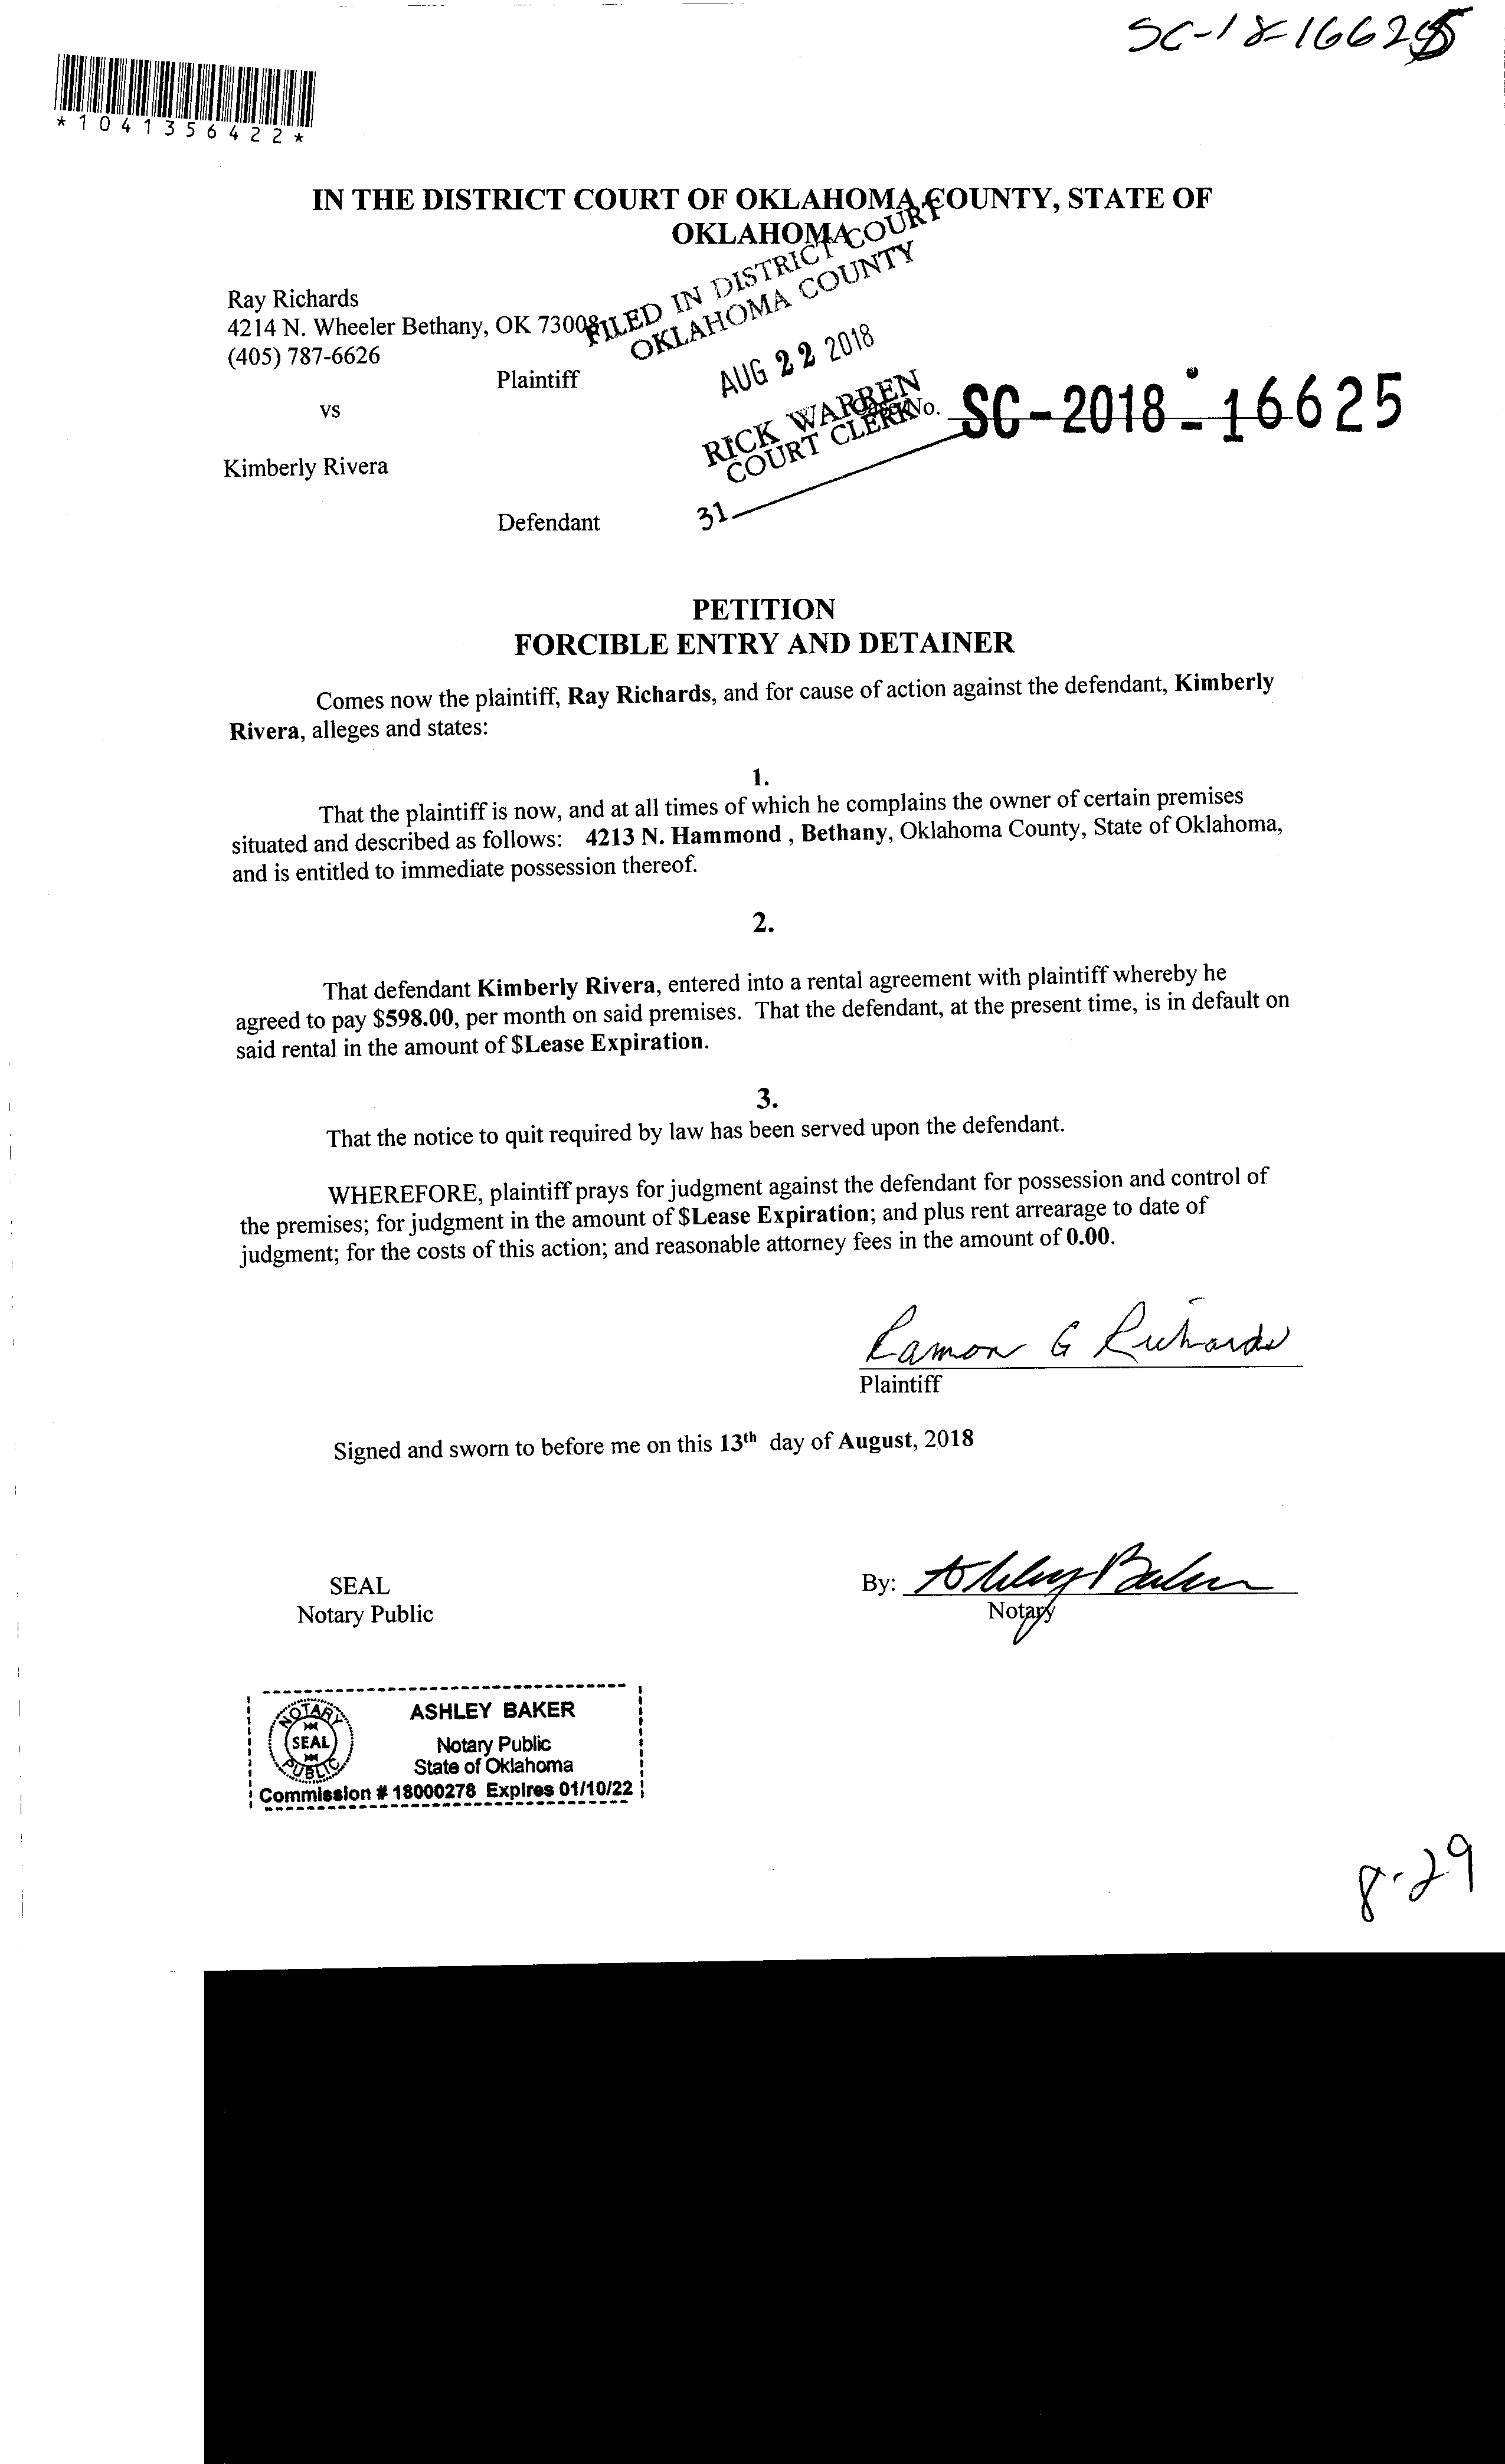 SC-18-16625
*1041356422*
IN THE DISTRICT COURT OF OKLAHOMA COUNTY, STATE OF
OKLAHOMA
FILED IN DISTRICT COURT
OKLAHOMA COUNTY
Ray Richards
4214 N. Wheeler Bethany, OK 73008
(405) 787-6626
Plaintiff
AUG 22 2018
vs
RICK WARREN
COURT CLERK
Case No. SC-2018-16625
Kimberly Rivera
31
Defendant
PETITION
FORCIBLE ENTRY AND DETAINER
Comes now the plaintiff, Ray Richards, and for cause of action against the defendant, Kimberly
Rivera, alleges and states:
1.
That the plaintiff is now, and at all times of which he complains the owner of certain premises
situated and described as follows: 4213 N. Hammond , Bethany, Oklahoma County, State of Oklahoma,
and is entitled to immediate possession thereof.
2.
That defendant Kimberly Rivera, entered into a rental agreement with plaintiff whereby he
agreed to pay $598.00, per month on said premises. That the defendant, at the present time, is in default on
said rental in the amount of $Lease Expiration.
3.
That the notice to quit required by law has been served upon the defendant.
WHEREFORE, plaintiff prays for judgment against the defendant for possession and control of
the premises; for judgment in the amount of $Lease Expiration; and plus rent arrearage to date of
judgment; for the costs of this action; and reasonable attorney fees in the amount of 0.00.
Ramon G Richards
Plaintiff
Signed and sworn to before me on this 13th day of August, 2018
SEAL
Notary Public
By: Ashley Baker
Notary
NOTARY
SEAL
PUBLIC
ASHLEY BAKER
Notary Public
State of Oklahoma
Commission # 18000278 Expires 01/10/22
8-29